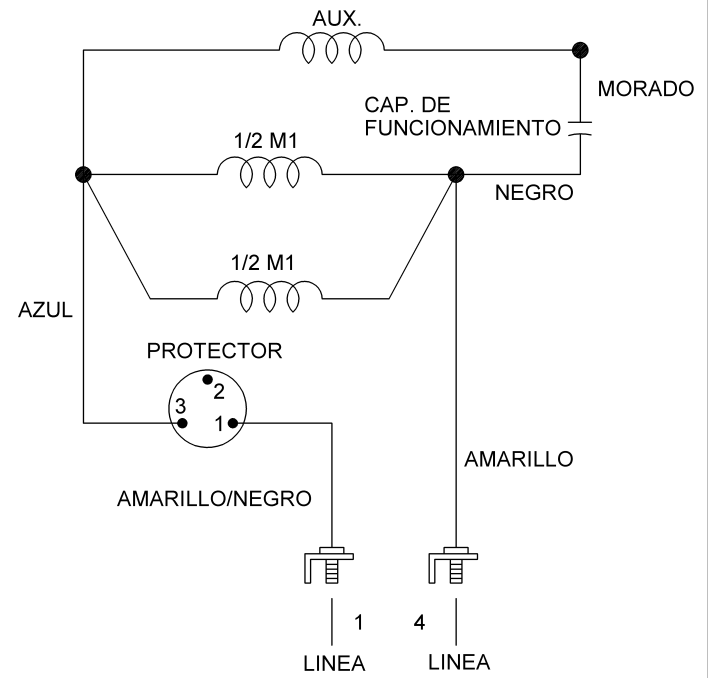 AUX.
MORADO
CAP. DE
FUNCIONAMIENTO
1/2 M1
NEGRO
1/2 M1
AZUL
PROTECTOR
2
3
1
AMARILLO
AMARILLO/NEGRO
1
4
LINEA
LINEA